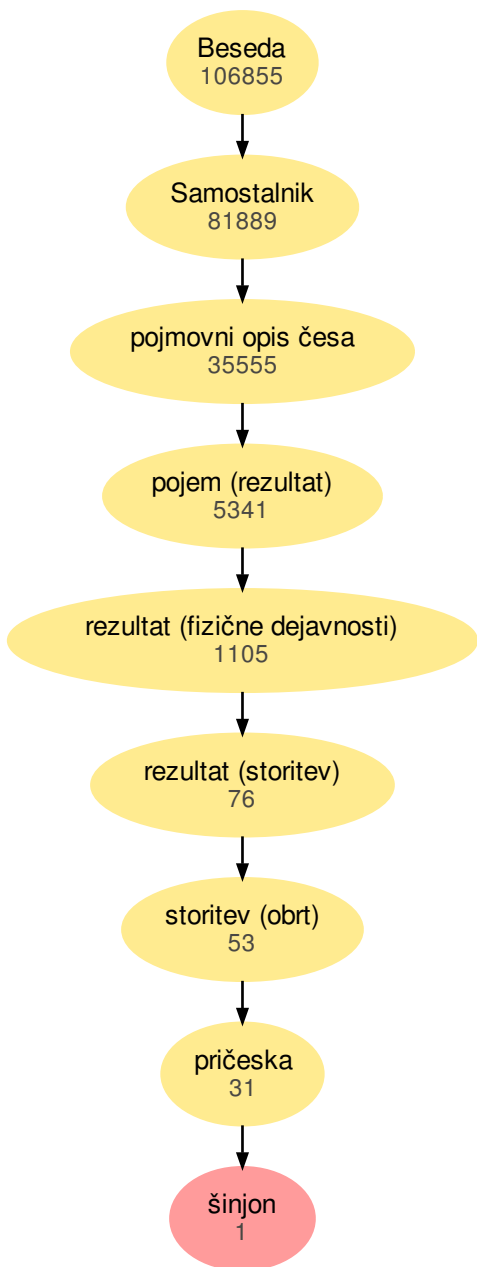 Beseda
106855
Samostalnik
81889
pojmovni opis česa
35555
pojem (rezultat)
5341
rezultat (fizične dejavnosti)
1105
rezultat (storitev)
76
storitev (obrt)
53
pričeska
31
šinjon
1